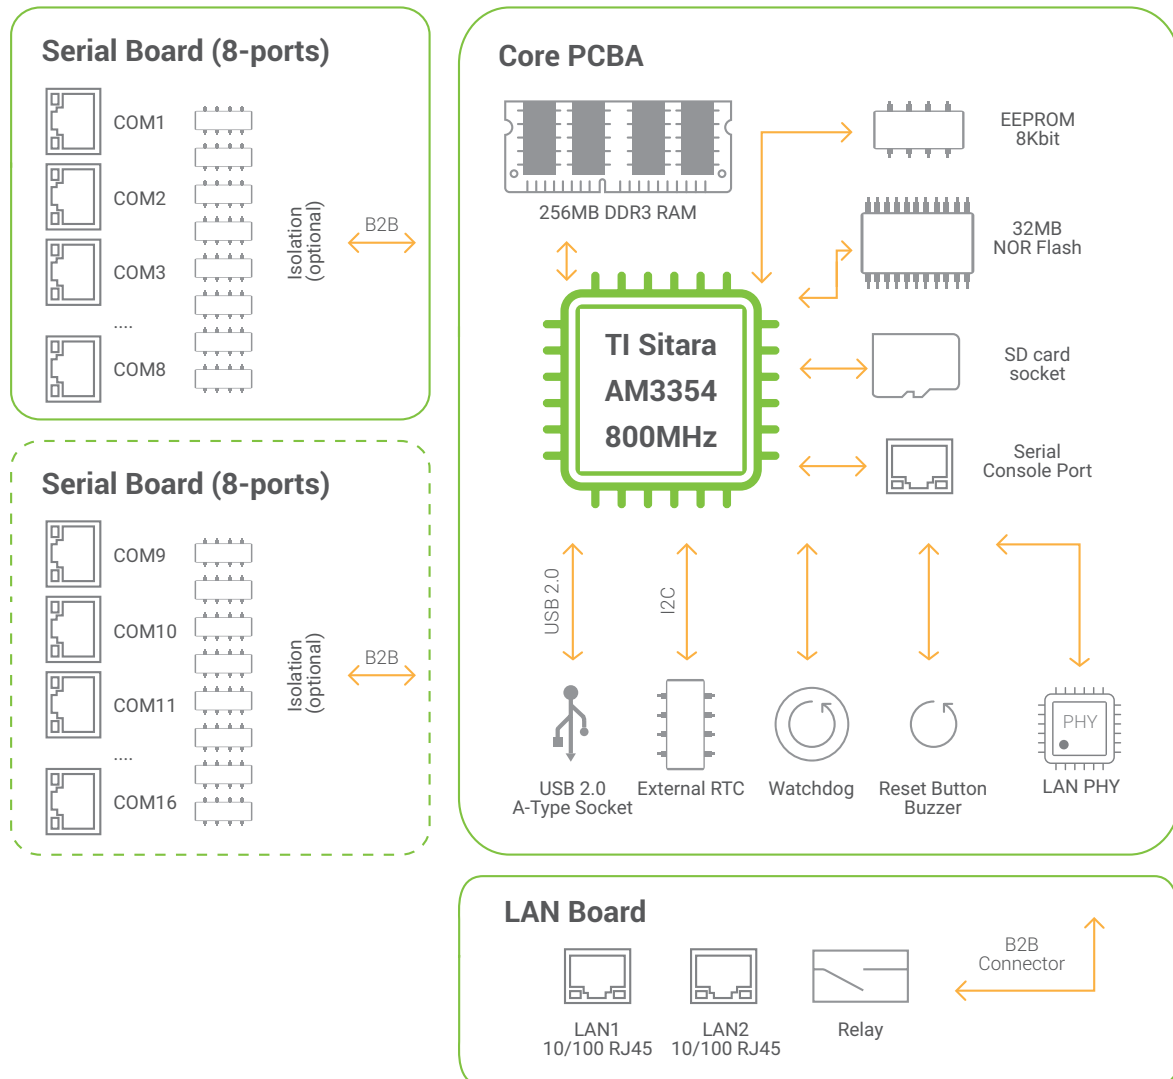 Serial Board (8-ports)
COM1
COM2
COM3
....
COM8
Isolation
(optional)
B2B
Serial Board (8-ports)
COM9
COM10
COM11
....
COM16
Isolation
(optional)
B2B
Core PCBA
256MB DDR3 RAM
EEPROM
8Kbit
32MB
NOR Flash
TI Sitara
AM3354
800MHz
SD card
socket
Serial
Console Port
USB 2.0
I2C
PHY
USB 2.0
A-Type Socket
External RTC
Watchdog
Reset Button
Buzzer
LAN PHY
LAN Board
B2B
Connector
LAN1
10/100 RJ45
LAN2
10/100 RJ45
Relay